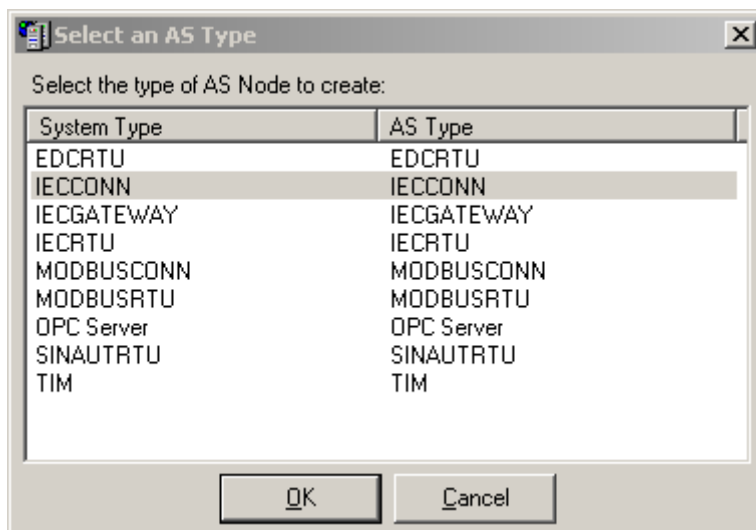 Select an AS Type
Select the type of AS Node to create:
System Type AS Type
EDCRTU EDCRTU
IECCONN IECCONN
IECGATEWAY IECGATEWAY
IECRTU IECRTU
MODBUSCONN MODBUSCONN
MODBUSRTU MODBUSRTU
OPC Server OPC Server
SINAUTRTU SINAUTRTU
TIM TIM
OK Cancel